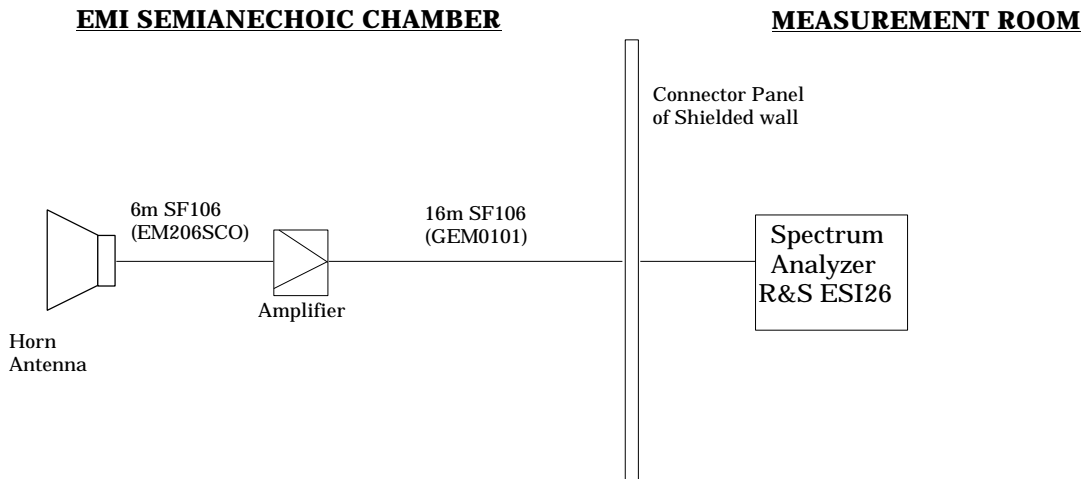 EMI SEMIANECHOIC CHAMBER
MEASUREMENT ROOM
Connector Panel
of Shielded wall
6m SF106
(EM206SCO)
16m SF106
(GEM0101)
Spectrum
Analyzer
R&S ESI26
Amplifier
Horn
Antenna